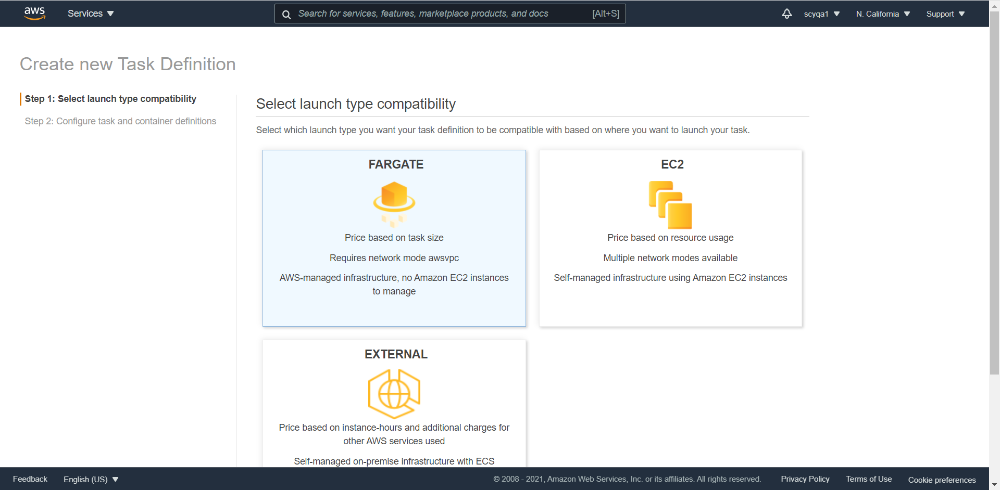 aws
Services
Search for services, features, marketplace products, and docs [Alt+S]
scyqa1
N. California
Support
Create new Task Definition
Step 1: Select launch type compatibility
Step 2: Configure task and container definitions
Select launch type compatibility
Select which launch type you want your task definition to be compatible with based on where you want to launch your task.
FARGATE
Price based on task size
Requires network mode awsvpc
AWS-managed infrastructure, no Amazon EC2 instances
to manage
EC2
Price based on resource usage
Multiple network modes available
Self-managed infrastructure using Amazon EC2 instances
EXTERNAL
Price based on instance-hours and additional charges for
other AWS services used
Self-managed on-premise infrastructure with ECS
Feedback
English (US)
© 2008 - 2021, Amazon Web Services, Inc. or its affiliates. All rights reserved.
Privacy Policy
Terms of Use
Cookie preferences